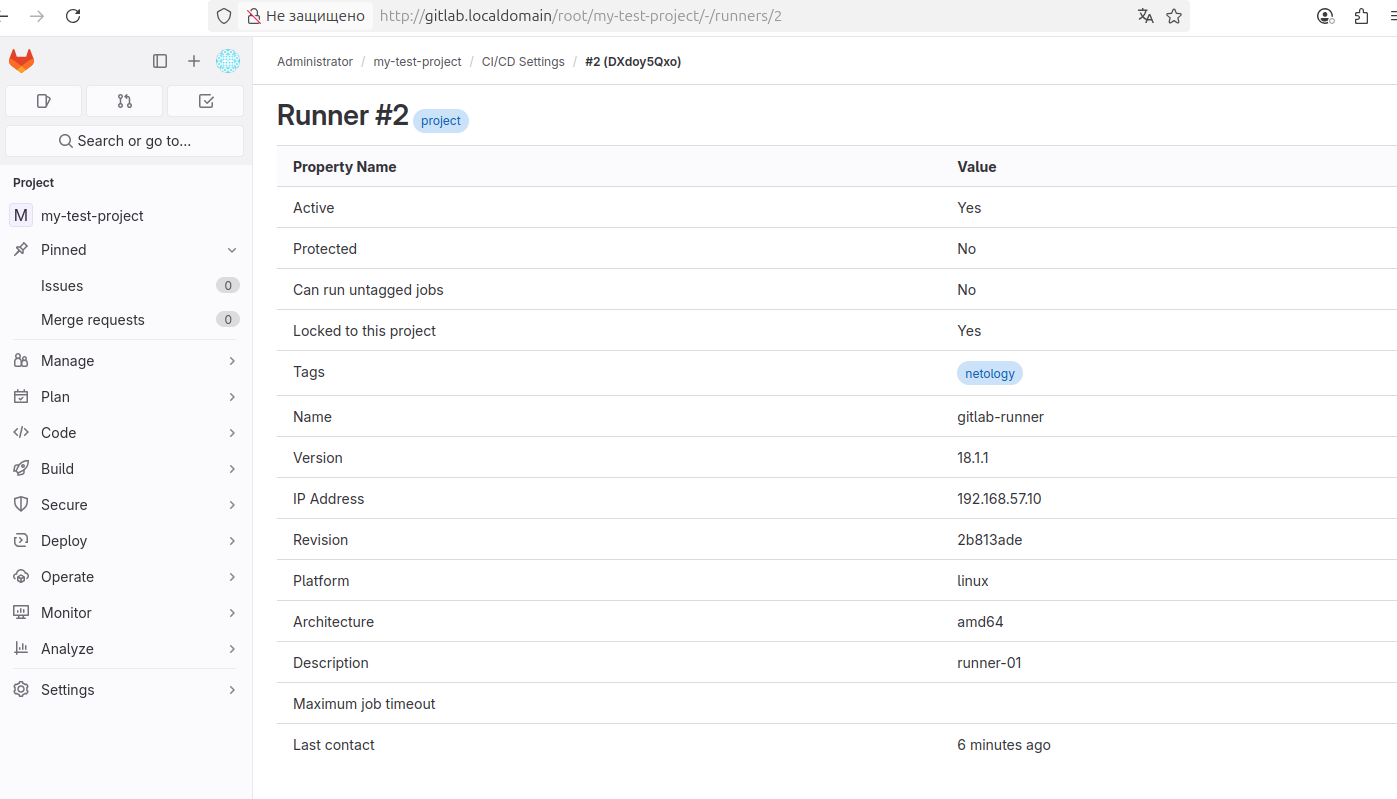 Не защищено http://gitlab.localdomain/root/my-test-project/-/runners/2
Administrator / my-test-project / CI/CD Settings / #2 (DXdoy5Qxo)
Search or go to...
Project
M my-test-project
Pinned
Issues 0
Merge requests 0
Manage
Plan
Code
Build
Secure
Deploy
Operate
Monitor
Analyze
Settings
Runner #2 project
Property Name Value
Active Yes
Protected No
Can run untagged jobs No
Locked to this project Yes
Tags netology
Name gitlab-runner
Version 18.1.1
IP Address 192.168.57.10
Revision 2b813ade
Platform linux
Architecture amd64
Description runner-01
Maximum job timeout
Last contact 6 minutes ago